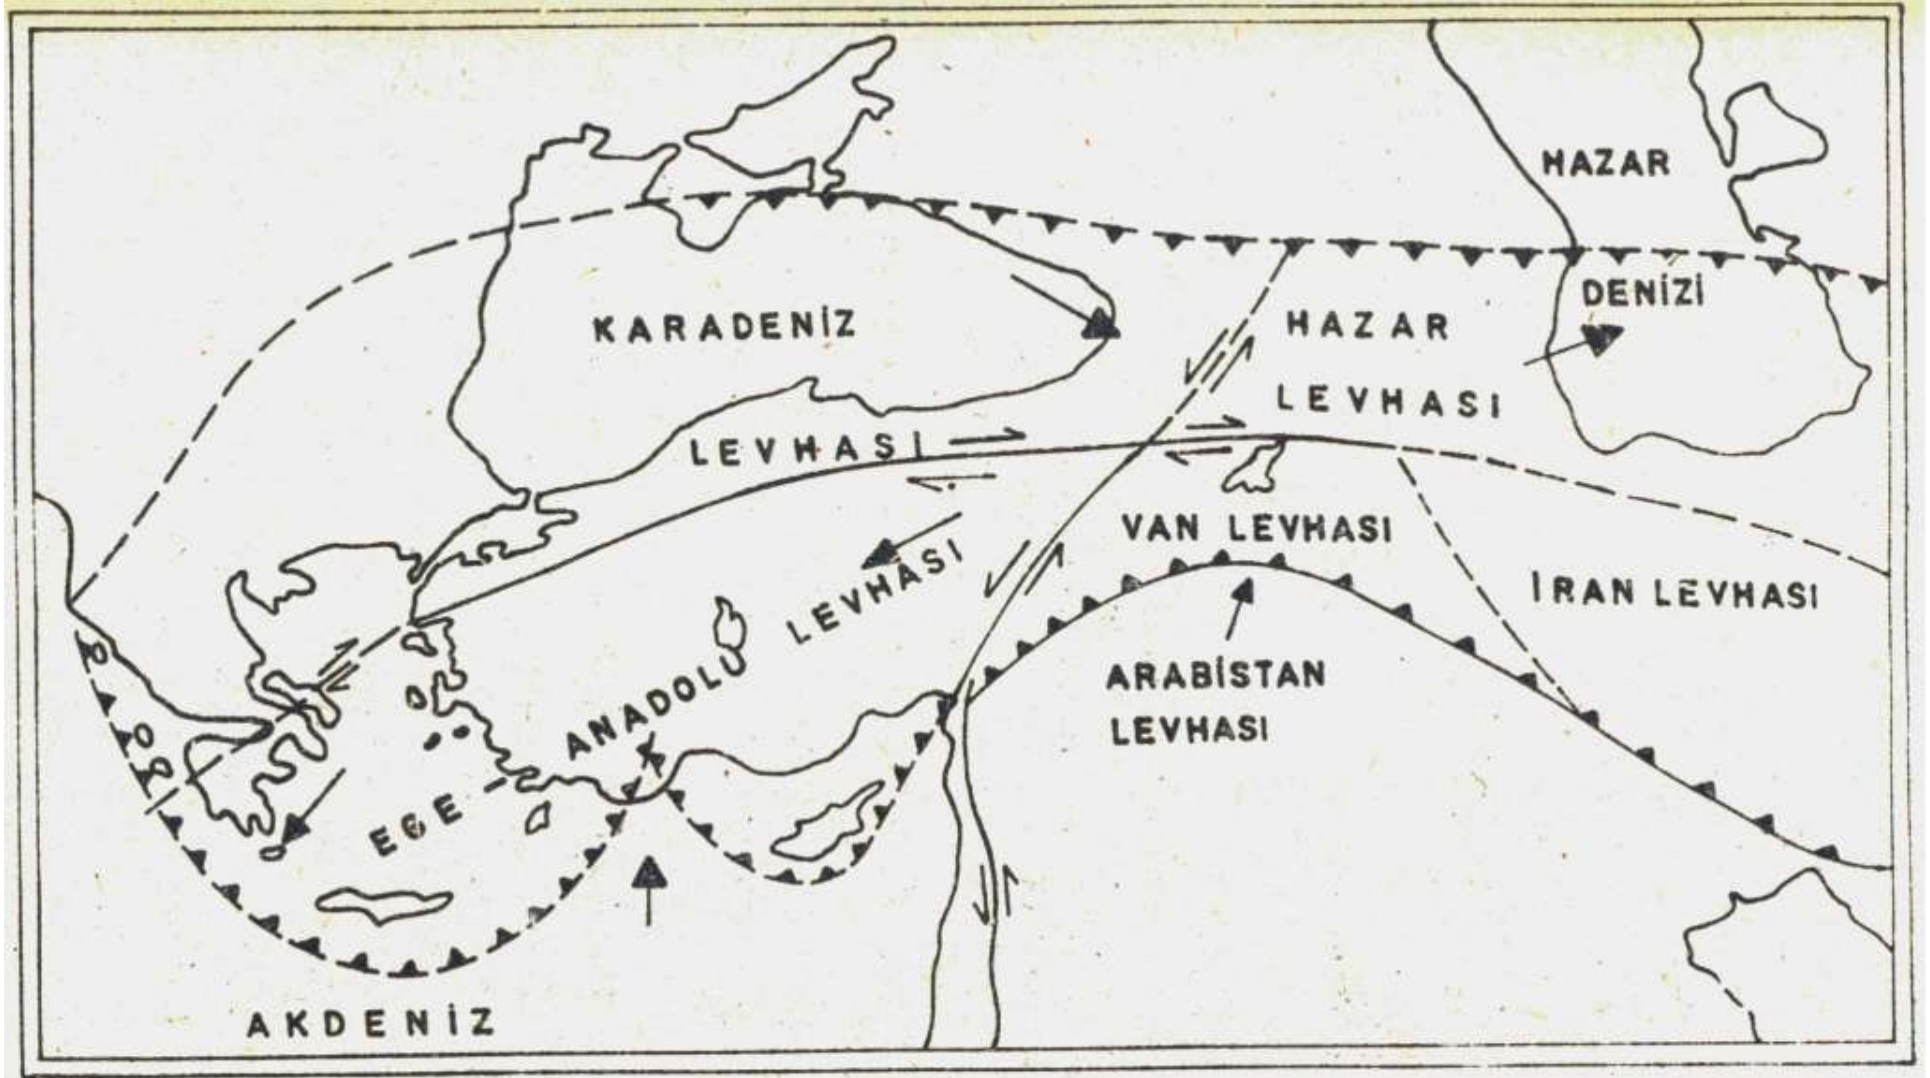 HAZAR
DENİZİ
KARADENİZ
LEVHASI
HAZAR
LEVHASI
VAN LEVHASI
İRAN LEVHASI
ANADOLU LEVHASI
ARABİSTAN
LEVHASI
EGE
AKDENİZ